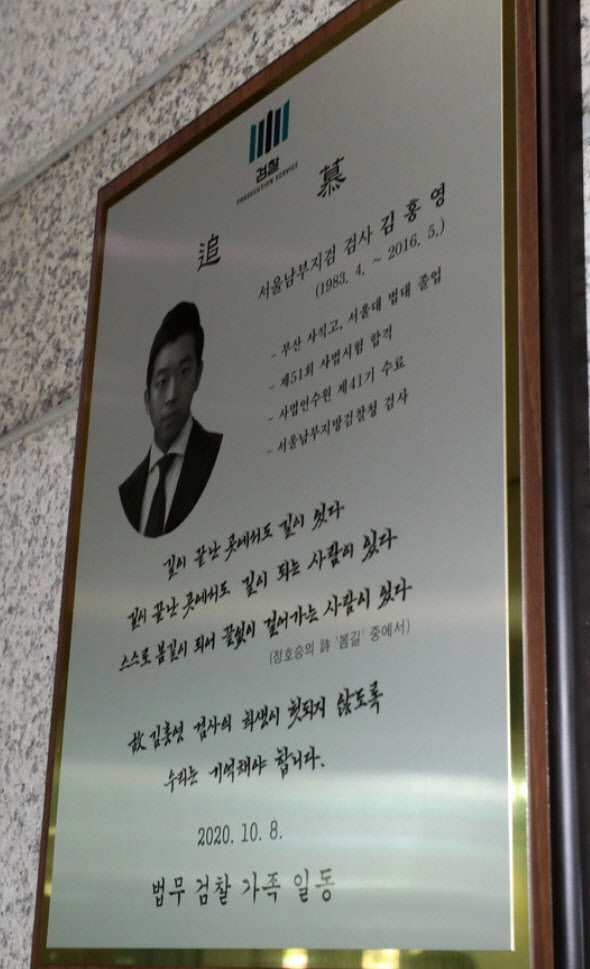 검찰
PROSECUTION SERVICE
追 慕
서울남부지검 검사 김홍영
(1983. 4. ~ 2016. 5.)
- 부산 사직고, 서울대 법대 졸업
- 제51회 사법시험 합격
- 사법연수원 제41기 수료
- 서울남부지방검찰청 검사
길이 끝난 곳에서도 길이 있다
길이 끝난 곳에서도 길이 되는 사람이 있다
스스로 봄길이 되어 끝없이 걸어가는 사람이 있다
(정호승의 詩 '봄길' 중에서)
故 김홍영 검사의 희생이 헛되지 않도록
우리는 기억해야 합니다.
2020. 10. 8.
법무 검찰 가족 일동